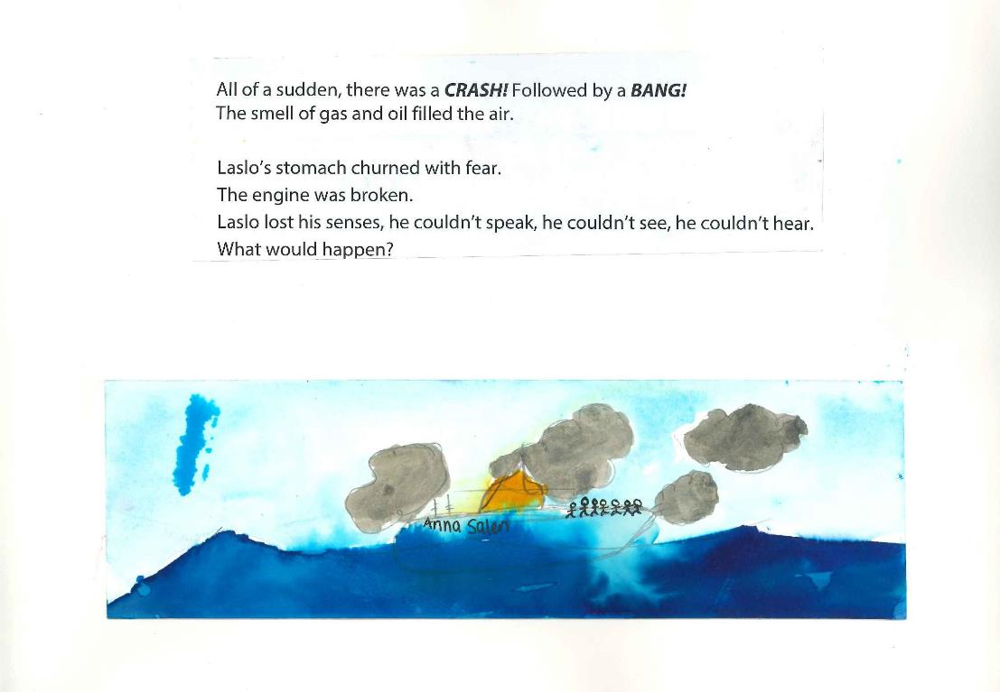 All of a sudden, there was a CRASH! Followed by a BANG!
The smell of gas and oil filled the air.
Laslo's stomach churned with fear.
The engine was broken.
Laslo lost his senses, he couldn't speak, he couldn't see, he couldn't hear.
What would happen?
Anna Salen